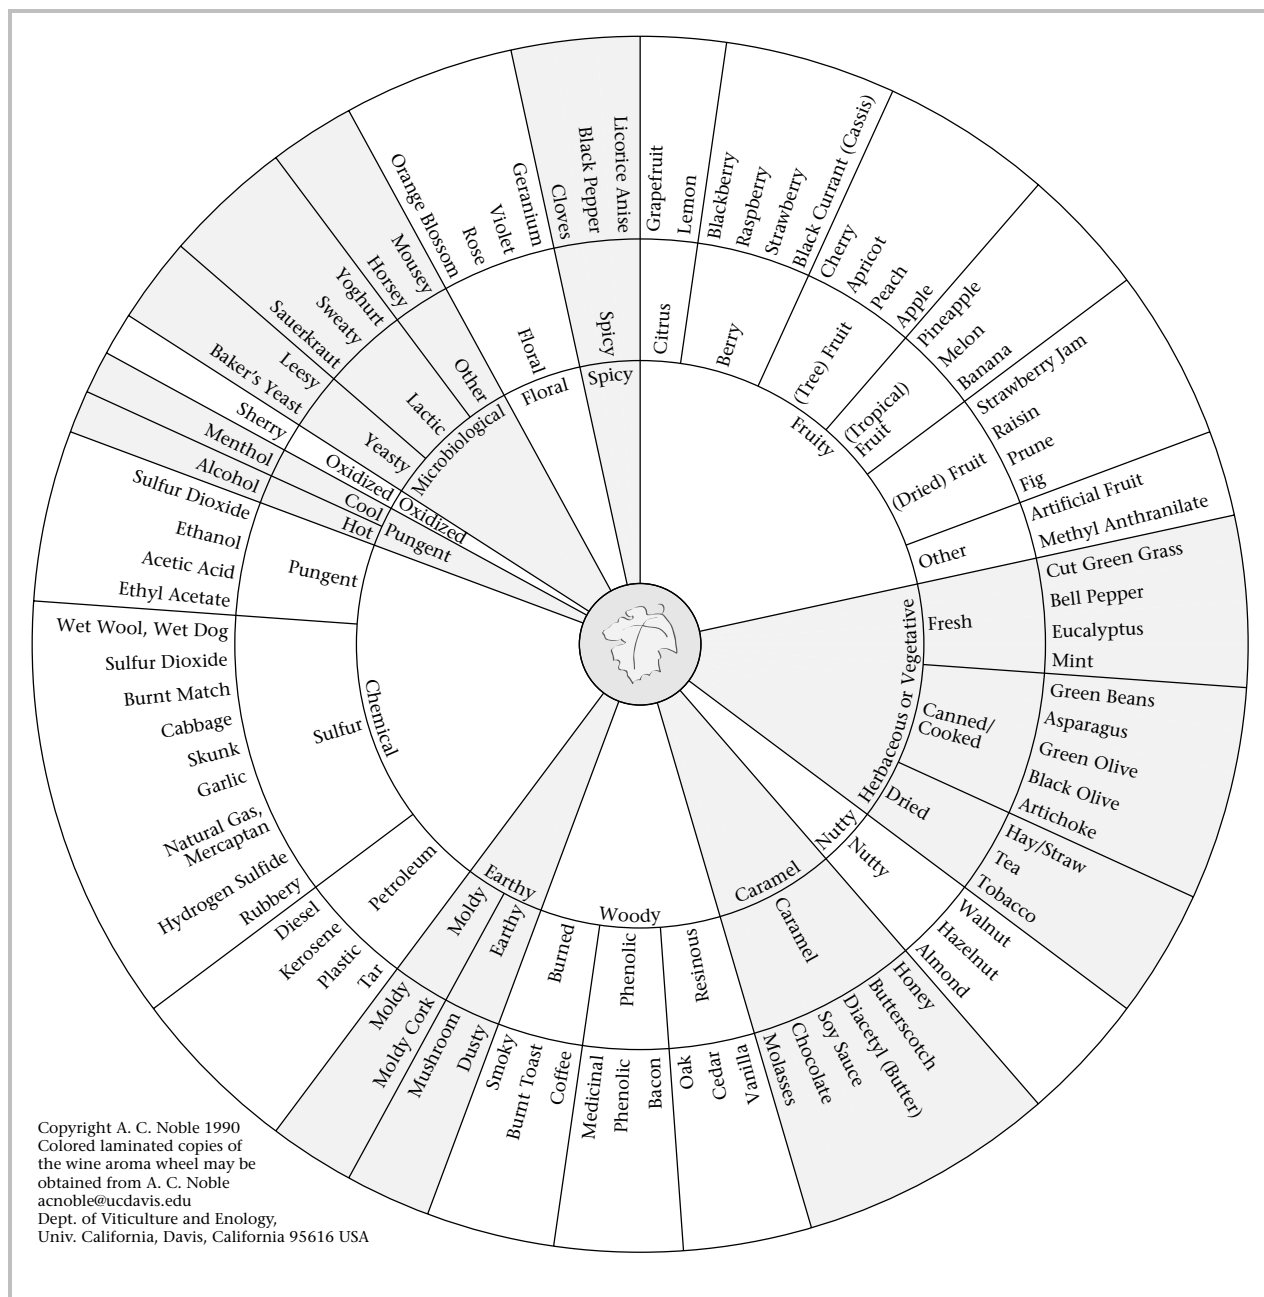 Fruity
Citrus
Grapefruit
Lemon
Berry
Blackberry
Raspberry
Strawberry
Black Currant (Cassis)
(Tree) Fruit
Cherry
Apricot
Peach
Apple
(Tropical)
Fruit
Pineapple
Melon
Banana
(Dried) Fruit
Strawberry Jam
Raisin
Prune
Fig
Other
Artificial Fruit
Methyl Anthranilate
Herbaceous or Vegetative
Fresh
Cut Green Grass
Bell Pepper
Eucalyptus
Mint
Canned/
Cooked
Green Beans
Asparagus
Green Olive
Black Olive
Artichoke
Dried
Hay/Straw
Tea
Tobacco
Nutty
Nutty
Walnut
Hazelnut
Almond
Caramel
Caramel
Honey
Butterscotch
Diacetyl (Butter)
Soy Sauce
Chocolate
Molasses
Woody
Resinous
Vanilla
Cedar
Oak
Phenolic
Bacon
Phenolic
Medicinal
Burned
Coffee
Burnt Toast
Smoky
Earthy
Earthy
Dusty
Mushroom
Moldy
Moldy Cork
Moldy
Chemical
Petroleum
Tar
Plastic
Kerosene
Diesel
Sulfur
Rubbery
Hydrogen Sulfide
Natural Gas,
Mercaptan
Garlic
Skunk
Cabbage
Burnt Match
Sulfur Dioxide
Wet Wool, Wet Dog
Pungent
Ethyl Acetate
Acetic Acid
Ethanol
Sulfur Dioxide
Pungent
Hot
Alcohol
Cool
Menthol
Oxidized
Oxidized
Sherry
Microbiological
Yeasty
Baker's Yeast
Leesy
Lactic
Sauerkraut
Sweaty
Yoghurt
Other
Horsey
Mousey
Floral
Floral
Orange Blossom
Rose
Violet
Geranium
Spicy
Spicy
Cloves
Black Pepper
Licorice Anise
Copyright A. C. Noble 1990
Colored laminated copies of
the wine aroma wheel may be
obtained from A. C. Noble
acnoble@ucdavis.edu
Dept. of Viticulture and Enology,
Univ. California, Davis, California 95616 USA